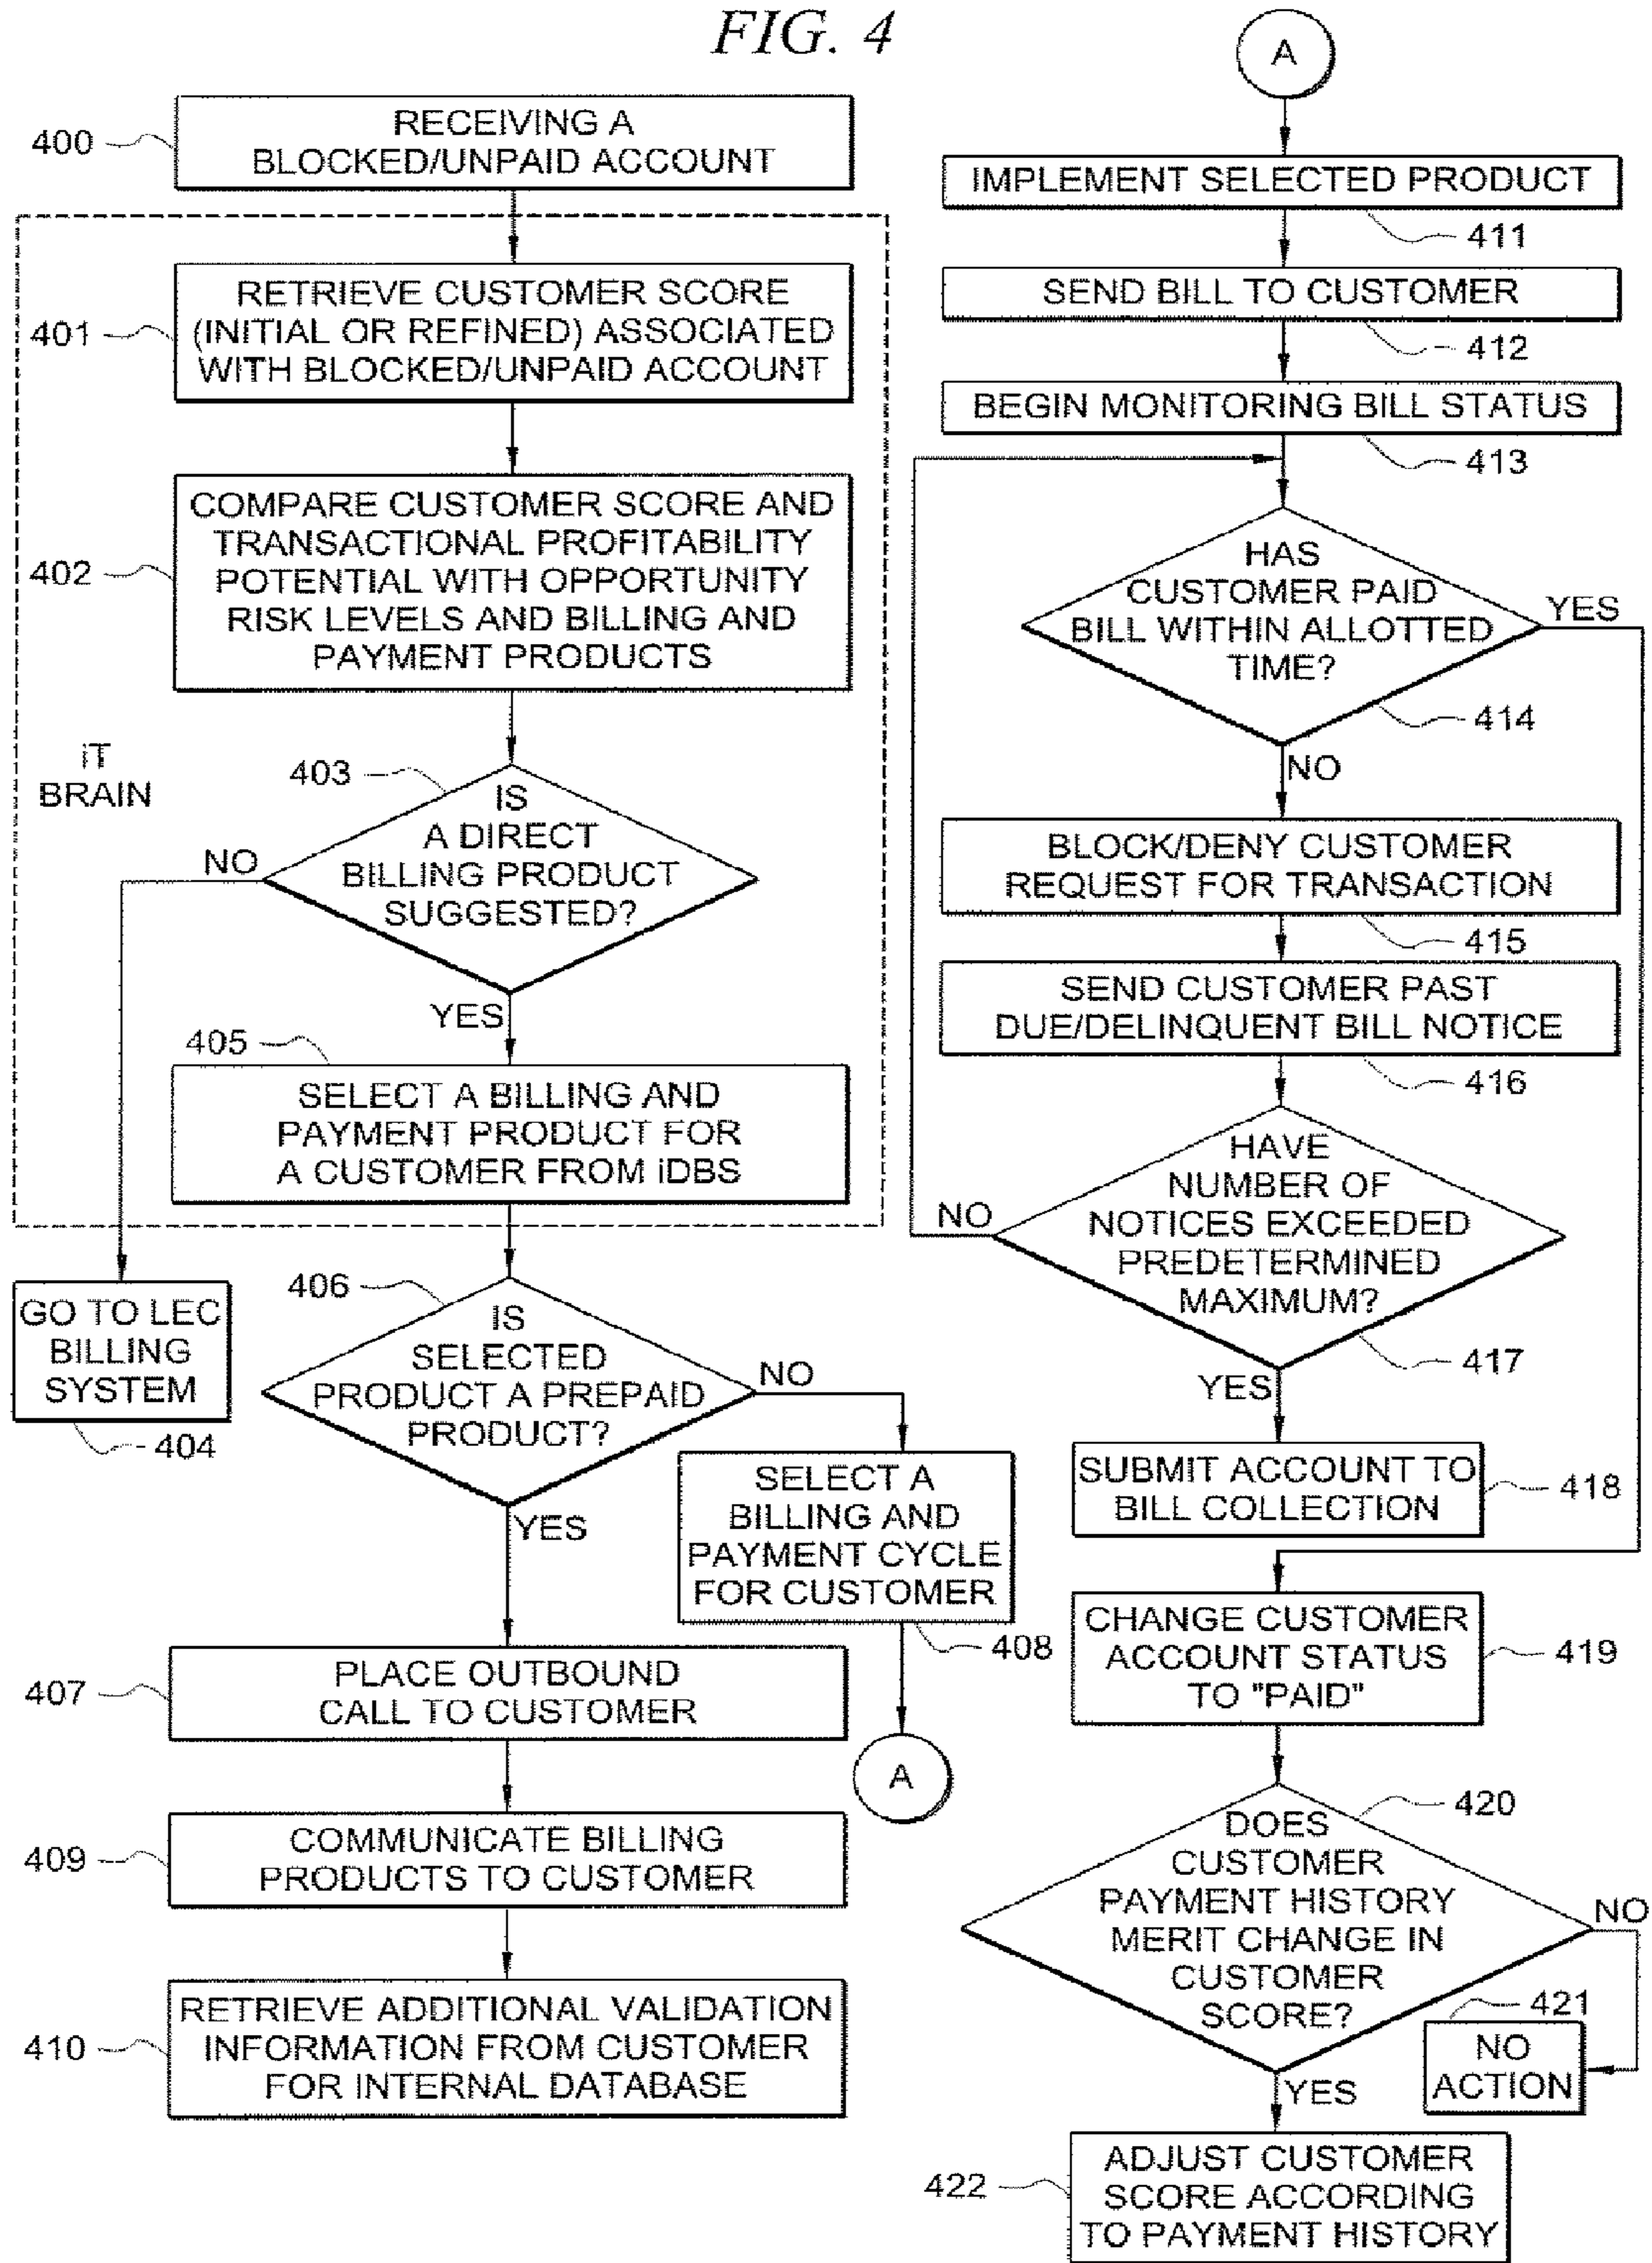 FIG. 4
400
RECEIVING A
BLOCKED/UNPAID ACCOUNT
401
RETRIEVE CUSTOMER SCORE
(INITIAL OR REFINED) ASSOCIATED
WITH BLOCKED/UNPAID ACCOUNT
402
COMPARE CUSTOMER SCORE AND
TRANSACTIONAL PROFITABILITY
POTENTIAL WITH OPPORTUNITY
RISK LEVELS AND BILLING AND
PAYMENT PRODUCTS
iT
BRAIN
403
IS
A DIRECT
BILLING PRODUCT
SUGGESTED?
NO
YES
405
SELECT A BILLING AND
PAYMENT PRODUCT FOR
A CUSTOMER FROM iDBS
GO TO LEC
BILLING
SYSTEM
404
406
IS
SELECTED
PRODUCT A PREPAID
PRODUCT?
NO
YES
SELECT A
BILLING AND
PAYMENT CYCLE
FOR CUSTOMER
408
A
407
PLACE OUTBOUND
CALL TO CUSTOMER
409
COMMUNICATE BILLING
PRODUCTS TO CUSTOMER
410
RETRIEVE ADDITIONAL VALIDATION
INFORMATION FROM CUSTOMER
FOR INTERNAL DATABASE
A
IMPLEMENT SELECTED PRODUCT
411
SEND BILL TO CUSTOMER
412
BEGIN MONITORING BILL STATUS
413
HAS
CUSTOMER PAID
BILL WITHIN ALLOTTED
TIME?
YES
414
NO
BLOCK/DENY CUSTOMER
REQUEST FOR TRANSACTION
415
SEND CUSTOMER PAST
DUE/DELINQUENT BILL NOTICE
416
HAVE
NUMBER OF
NOTICES EXCEEDED
PREDETERMINED
MAXIMUM?
NO
417
YES
SUBMIT ACCOUNT TO
BILL COLLECTION
418
CHANGE CUSTOMER
ACCOUNT STATUS
TO "PAID"
419
420
DOES
CUSTOMER
PAYMENT HISTORY
MERIT CHANGE IN
CUSTOMER
SCORE?
NO
421
NO
ACTION
YES
422
ADJUST CUSTOMER
SCORE ACCORDING
TO PAYMENT HISTORY